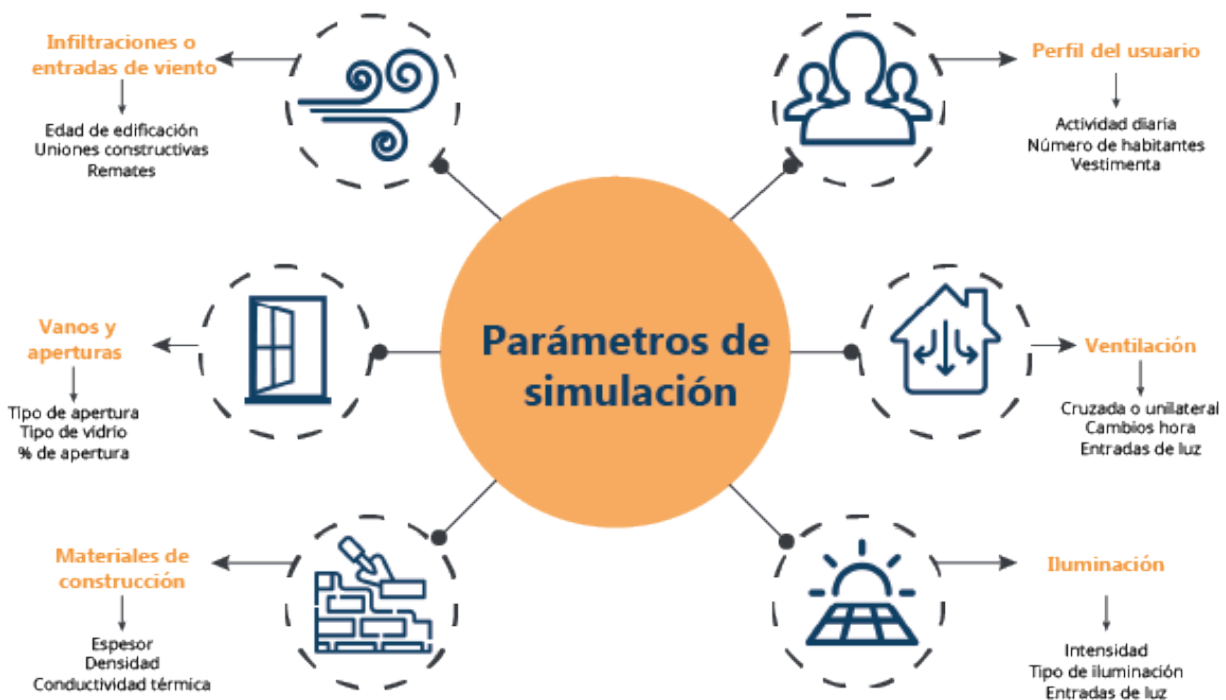 Infiltraciones o
entradas de viento
Edad de edificación
Uniones constructivas
Remates
Perfil del usuario
Actividad diaria
Número de habitantes
Vestimenta
Vanos y
aperturas
Tipo de apertura
Tipo de vidrio
% de apertura
Parámetros de
simulación
Ventilación
Cruzada o unilateral
Cambios hora
Entradas de luz
Materiales de
construcción
Espesor
Densidad
Conductividad térmica
Iluminación
Intensidad
Tipo de iluminación
Entradas de luz